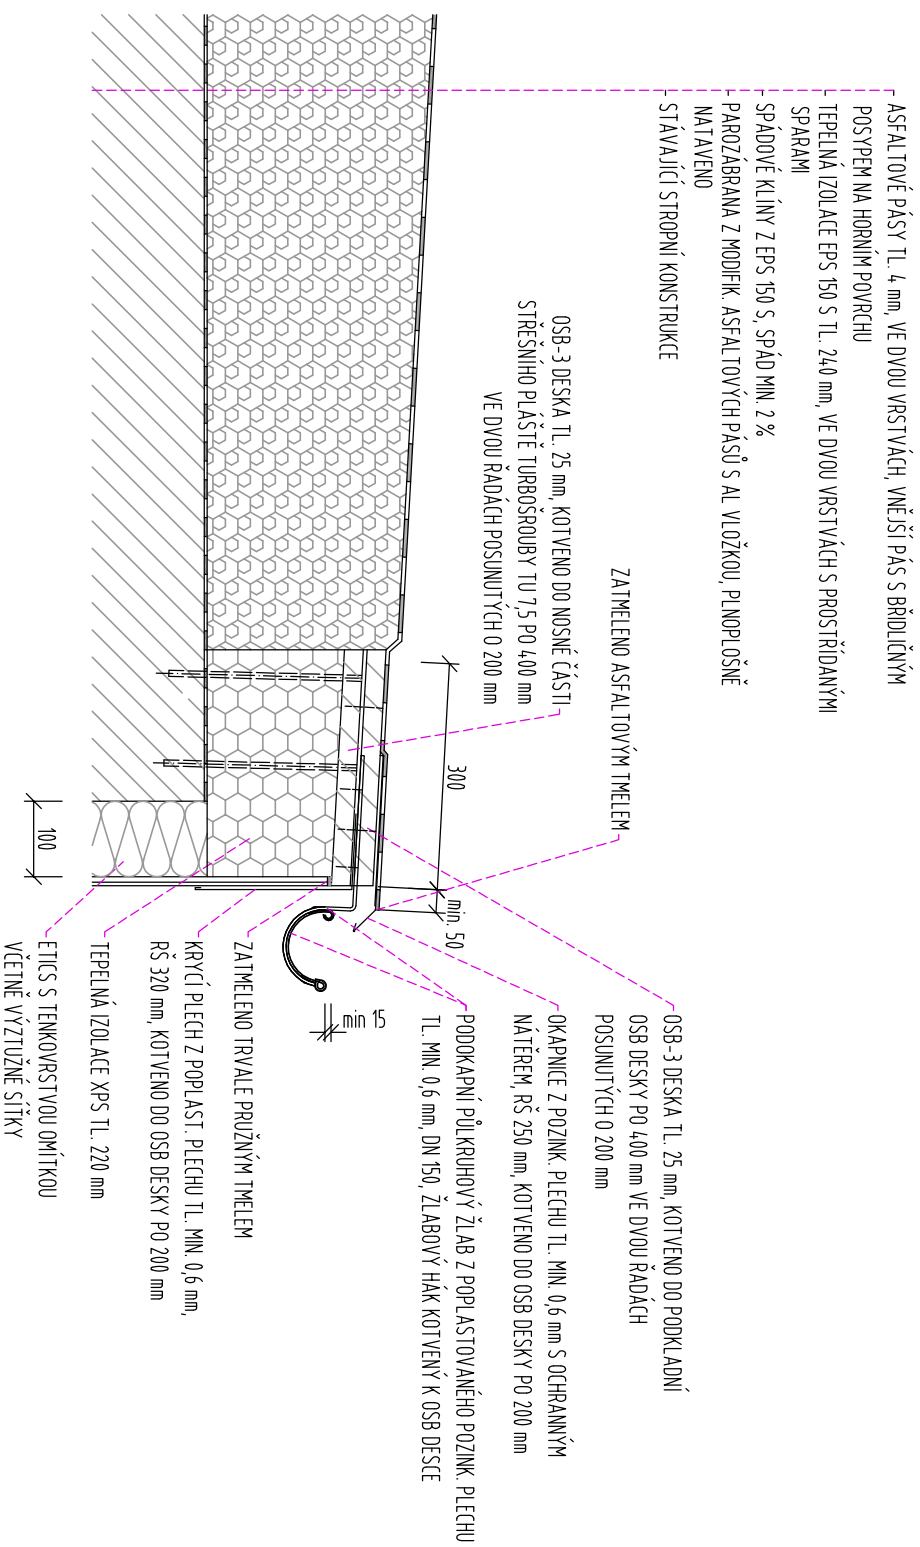 ASFALTOVÉ PÁSY TL. 4 mm, VE DVOU VRSTVÁCH, VNĚJŠÍ PÁS S BŘIDLIČNÝM
POSYPEM NA HORNÍM POVRCHU
TEPELNÁ IZOLACE EPS 150 S TL. 240 mm, VE DVOU VRSTVÁCH S PROSTŘÍDANÝMI
SPARAMI
SPÁDOVÉ KLÍNY Z EPS 150 S, SPÁD MIN. 2 %
PAROZÁBRANA Z MODIFIK. ASFALTOVÝCH PÁSŮ S AL VLOŽKOU, PLNOPLOŠNĚ
NATAVENO
STÁVAJÍCÍ STROPNÍ KONSTRUKCE
ZATMELENO ASFALTOVÝM TMELEM
OSB-3 DESKA TL. 25 mm, KOTVENO DO NOSNÉ ČÁSTI
STŘEŠNÍHO PLÁŠTĚ TURBOŠROUBY TU 7,5 PO 400 mm
VE DVOU ŘADÁCH POSUNUTÝCH O 200 mm
300
min. 50
100
min 15
OSB-3 DESKA TL. 25 mm, KOTVENO DO PODKLADNÍ
OSB DESKY PO 400 mm VE DVOU ŘADÁCH
POSUNUTÝCH O 200 mm
OKAPNICE Z POZINK. PLECHU TL. MIN. 0,6 mm S OCHRANNÝM
NÁTĚREM, RŠ 250 mm, KOTVENO DO OSB DESKY PO 200 mm
PODOKAPNÍ PŮLKRUHOVÝ ŽLAB Z POPLASTOVANÉHO POZINK. PLECHU
TL. MIN. 0,6 mm, DN 150, ŽLABOVÝ HÁK KOTVENÝ K OSB DESCE
ZATMELENO TRVALE PRUŽNÝM TMELEM
KRYCÍ PLECH Z POPLAST. PLECHU TL. MIN. 0,6 mm,
RŠ 320 mm, KOTVENO DO OSB DESKY PO 200 mm
TEPELNÁ IZOLACE XPS TL. 220 mm
ETICS S TENKOVRSTVOU OMÍTKOU
VČETNĚ VÝZTUŽNÉ SÍŤKY